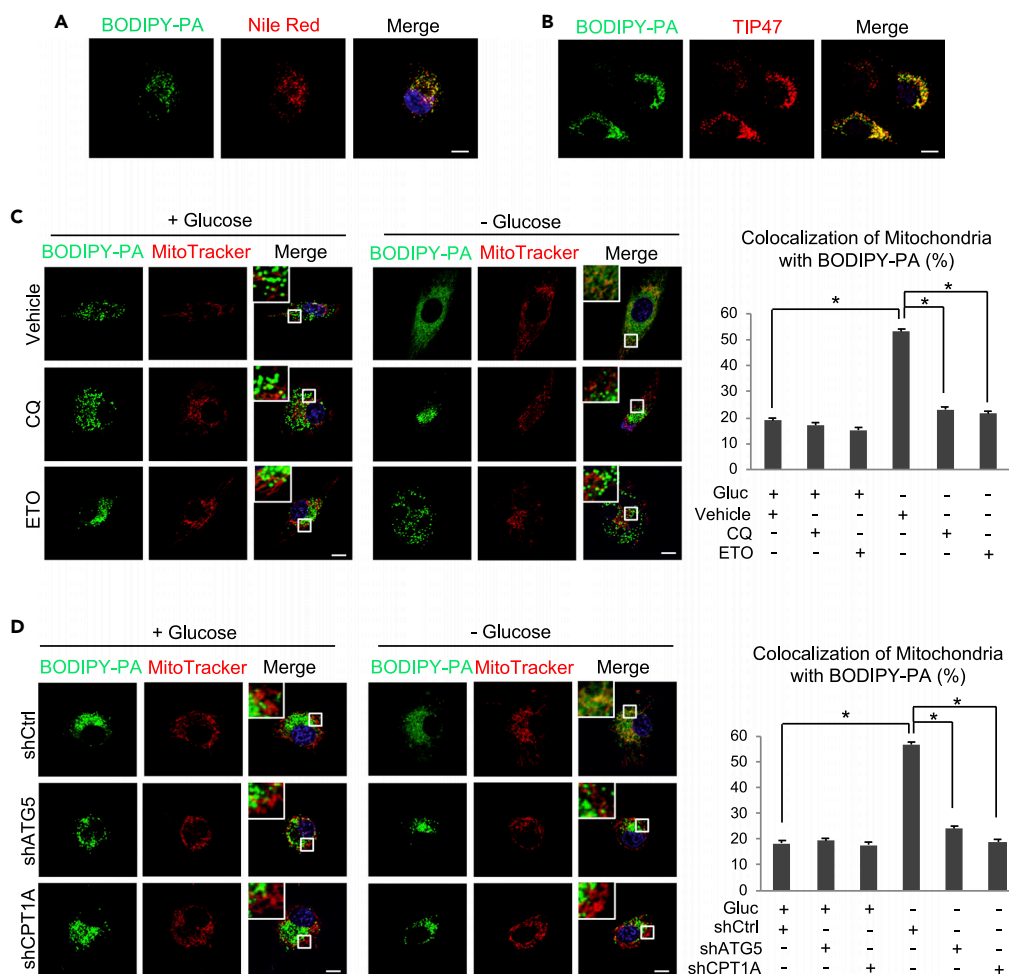 A
BODIPY-PA Nile Red Merge
B
BODIPY-PA TIP47 Merge
C
+ Glucose - Glucose
BODIPY-PA MitoTracker Merge BODIPY-PA MitoTracker Merge
Vehicle
CQ
ETO
Colocalization of Mitochondria
with BODIPY-PA (%)
* * *
60
50
40
30
20
10
0
Gluc + + + - - -
Vehicle + - - + - -
CQ - + - - + -
ETO - - + - - +
D
+ Glucose - Glucose
BODIPY-PA MitoTracker Merge BODIPY-PA MitoTracker Merge
shCtrl
shATG5
shCPT1A
Colocalization of Mitochondria
with BODIPY-PA (%)
* * *
60
50
40
30
20
10
0
Gluc + + + - - -
shCtrl + - - + - -
shATG5 - + - - + -
shCPT1A - - + - - +